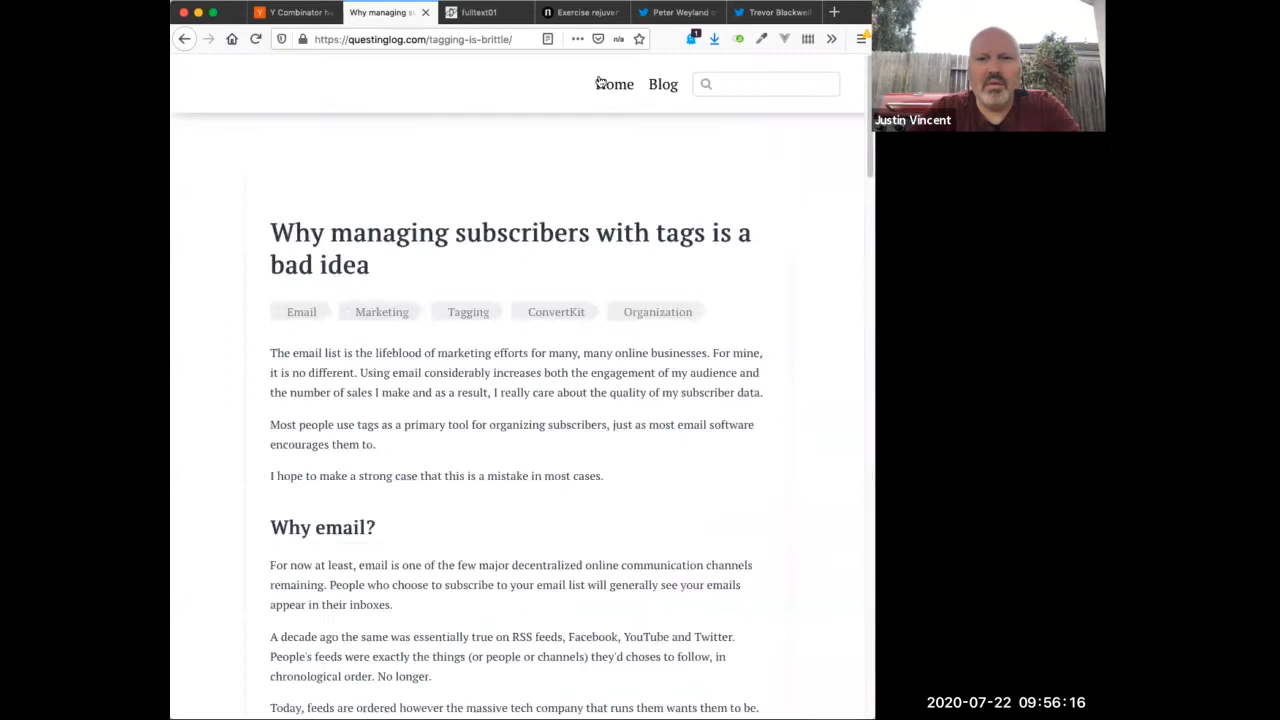 Y Combinator h
Why managing s
fulltext01
Exercise rejuver
Peter Weyland
Trevor Blackwel
https://questinglog.com/tagging-is-brittle/
n/a
1
Home
Blog
Justin Vincent
Why managing subscribers with tags is a
bad idea
Email
Marketing
Tagging
ConvertKit
Organization
The email list is the lifeblood of marketing efforts for many, many online businesses. For mine,
it is no different. Using email considerably increases both the engagement of my audience and
the number of sales I make and as a result, I really care about the quality of my subscriber data.
Most people use tags as a primary tool for organizing subscribers, just as most email software
encourages them to.
I hope to make a strong case that this is a mistake in most cases.
Why email?
For now at least, email is one of the few major decentralized online communication channels
remaining. People who choose to subscribe to your email list will generally see your emails
appear in their inboxes.
A decade ago the same was essentially true on RSS feeds, Facebook, YouTube and Twitter.
People's feeds were exactly the things (or people or channels) they'd choses to follow, in
chronological order. No longer.
Today, feeds are ordered however the massive tech company that runs them wants them to be.
2020-07-22 09:56:16